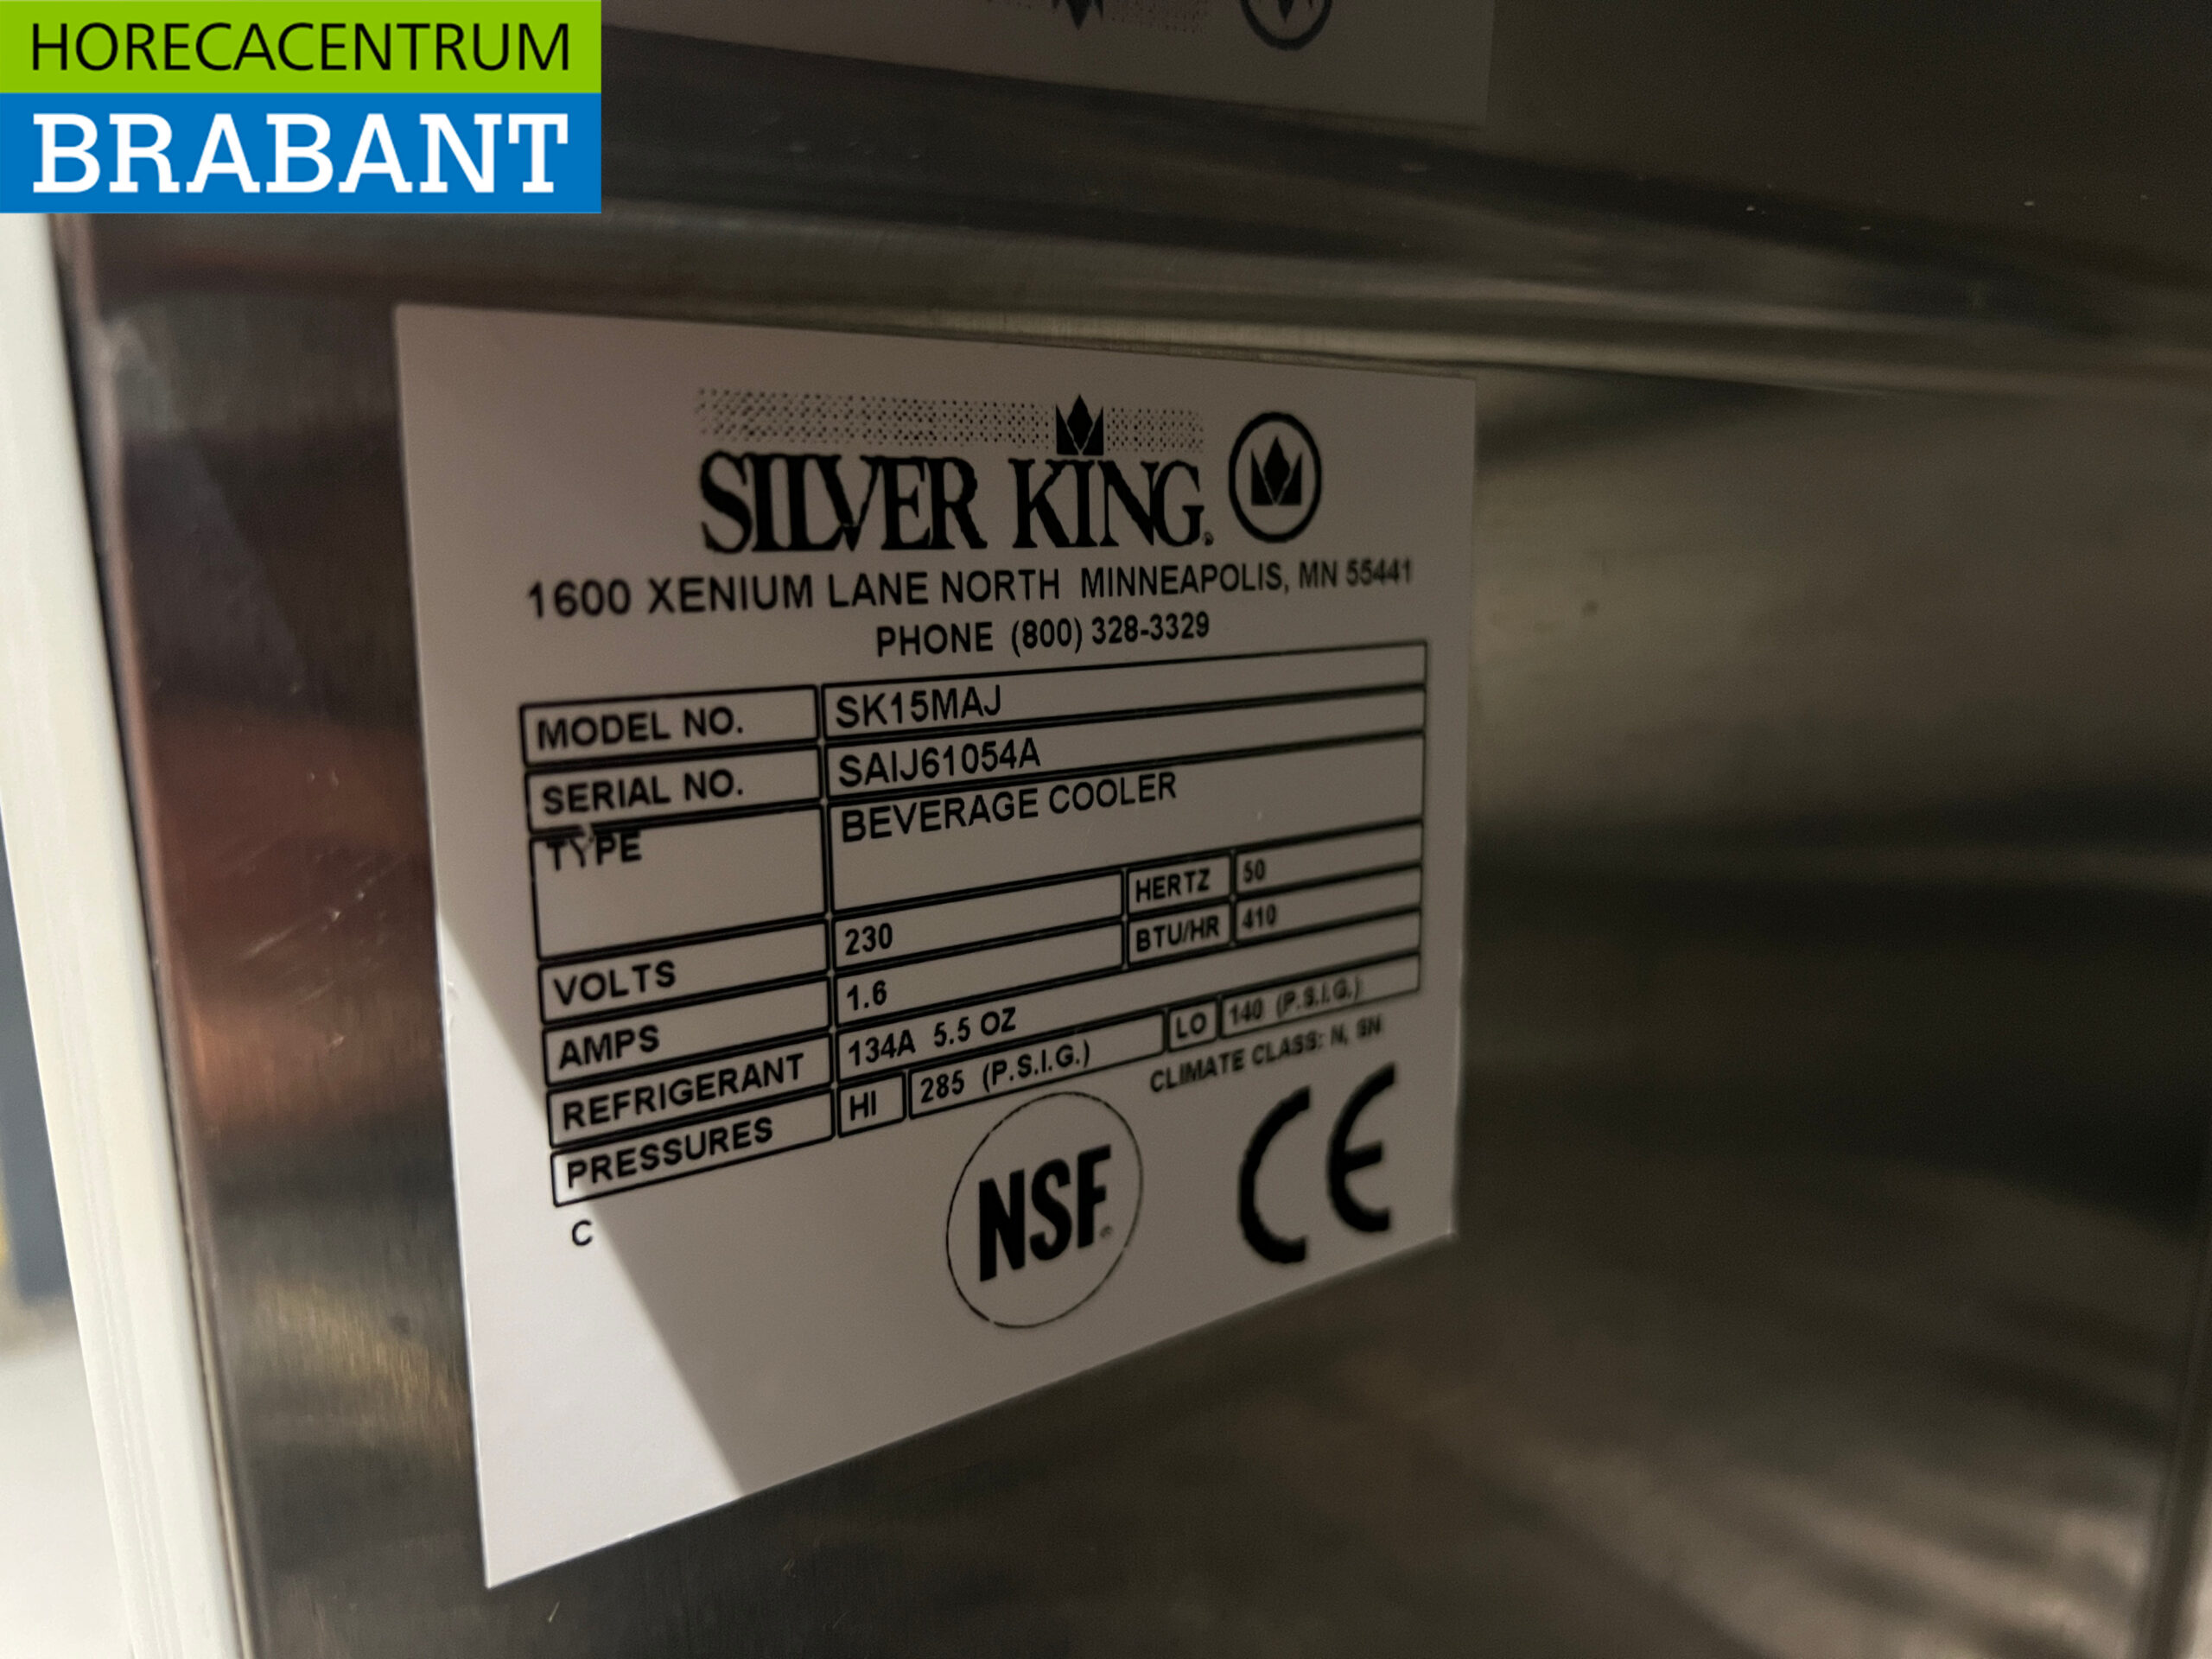 HORECACENTRUM
BRABANT
SILVER KING
1600 XENIUM LANE NORTH MINNEAPOLIS, MN 55441
PHONE (800) 328-3329
MODEL NO. SK15MAJ
SERIAL NO. SAIJ61054A
TYPE BEVERAGE COOLER
VOLTS 230 HERTZ 50
AMPS 1.6 BTU/HR 410
REFRIGERANT 134A 5.5 OZ
PRESSURES HI 285 (P.S.I.G.) LO 140 (P.S.I.G.)
CLIMATE CLASS: N, SN
C
NSF
CE